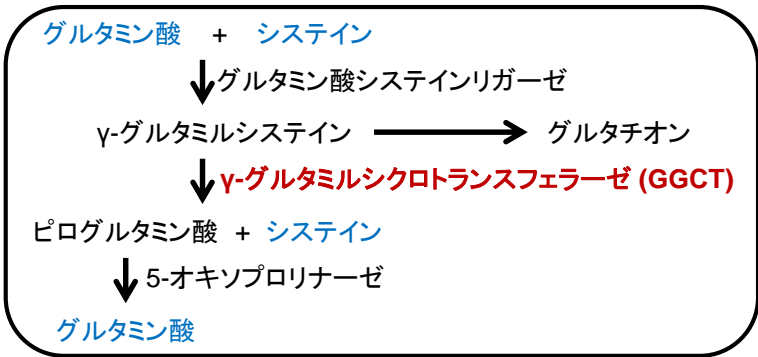 グルタミン酸 + システイン
グルタミン酸システインリガーゼ
γ-グルタミルシステイン グルタチオン
γ-グルタミルシクロトランスフェラーゼ (GGCT)
ピログルタミン酸 + システイン
5-オキソプロリナーゼ
グルタミン酸